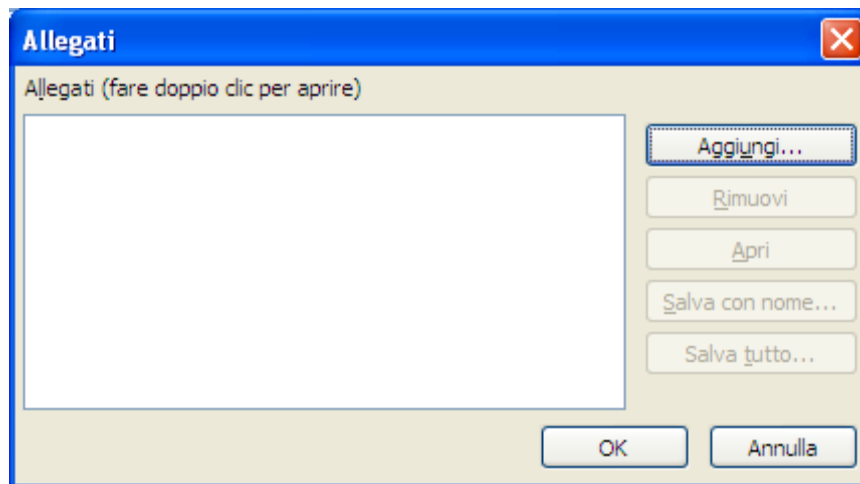 Allegati
Allegati (fare doppio clic per aprire)
Aggiungi...
Rimuovi
Apri
Salva con nome...
Salva tutto...
OK
Annulla